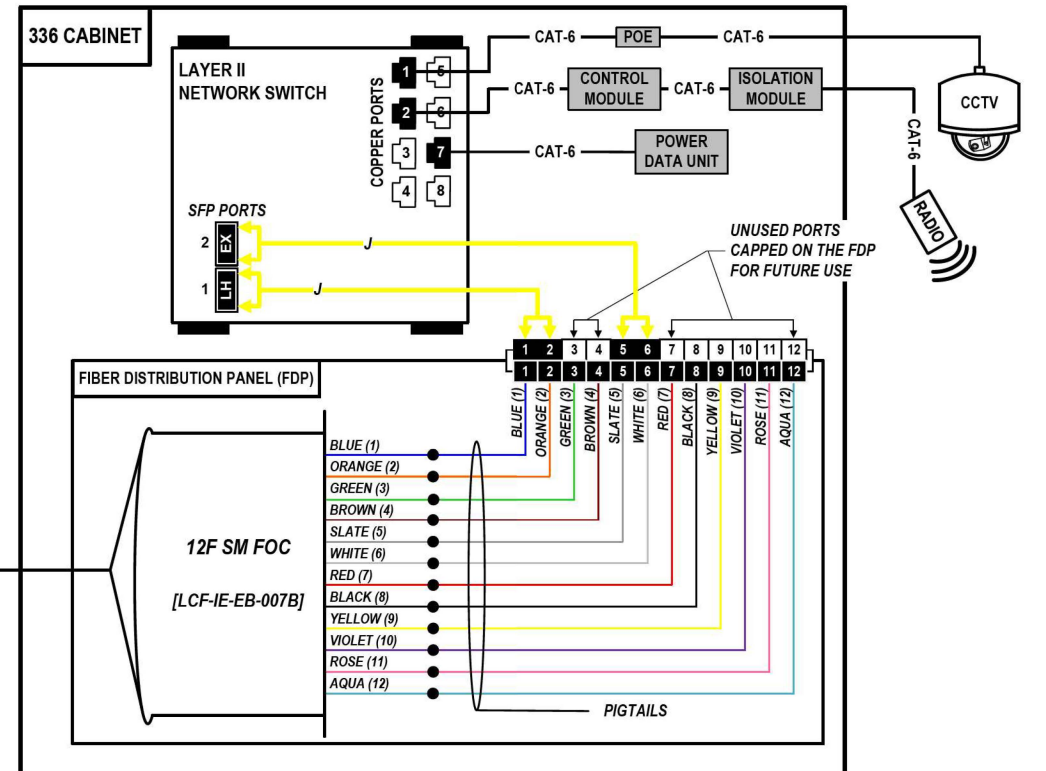 336 CABINET
LAYER II
NETWORK SWITCH
COPPER PORTS
1
5
2
6
3
7
4
8
CAT-6
POE
CAT-6
CAT-6
CONTROL
MODULE
CAT-6
ISOLATION
MODULE
CAT-6
POWER
DATA UNIT
CCTV
CAT-6
RADIO
SFP PORTS
2
EX
1
LH
J
J
UNUSED PORTS
CAPPED ON THE FDP
FOR FUTURE USE
1 2 3 4 5 6 7 8 9 10 11 12
1 2 3 4 5 6 7 8 9 10 11 12
FIBER DISTRIBUTION PANEL (FDP)
BLUE (1)
ORANGE (2)
GREEN (3)
BROWN (4)
SLATE (5)
WHITE (6)
RED (7)
BLACK (8)
YELLOW (9)
VIOLET (10)
ROSE (11)
AQUA (12)
12F SM FOC
[LCF-IE-EB-007B]
BLUE (1)
ORANGE (2)
GREEN (3)
BROWN (4)
SLATE (5)
WHITE (6)
RED (7)
BLACK (8)
YELLOW (9)
VIOLET (10)
ROSE (11)
AQUA (12)
PIGTAILS